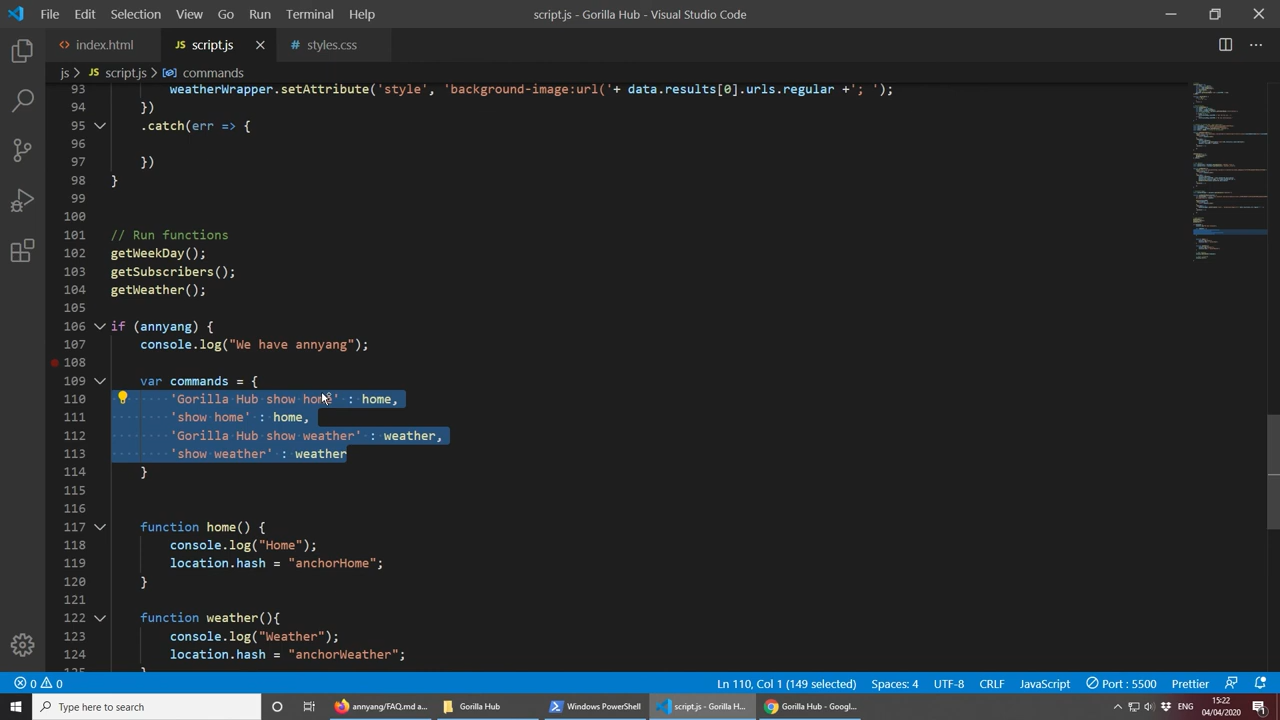 File Edit Selection View Go Run Terminal Help script.js - Gorilla Hub - Visual Studio Code
index.html JS script.js # styles.css
js > JS script.js > commands
93 weatherWrapper.setAttribute('style', 'background-image:url('+ data.results[0].urls.regular +'; ');
94 })
95 .catch(err => {
96
97 })
98 }
99
100
101 // Run functions
102 getWeekDay();
103 getSubscribers();
104 getWeather();
105
106 if (annyang) {
107 console.log("We have annyang");
108
109 var commands = {
110 'Gorilla Hub show home' : home,
111 'show home' : home,
112 'Gorilla Hub show weather' : weather,
113 'show weather' : weather
114 }
115
116
117 function home() {
118 console.log("Home");
119 location.hash = "anchorHome";
120 }
121
122 function weather(){
123 console.log("Weather");
124 location.hash = "anchorWeather";
125 }
0 0 Ln 110, Col 1 (149 selected) Spaces: 4 UTF-8 CRLF JavaScript Port : 5500 Prettier
Type here to search annyang/FAQ.md a... Gorilla Hub Windows PowerShell script.js - Gorilla H... Gorilla Hub - Googl... ENG 15:22
04/04/2020